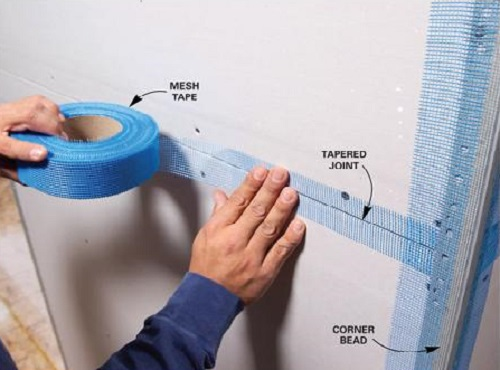 MESH
TAPE
TAPERED
JOINT
CORNER
BEAD